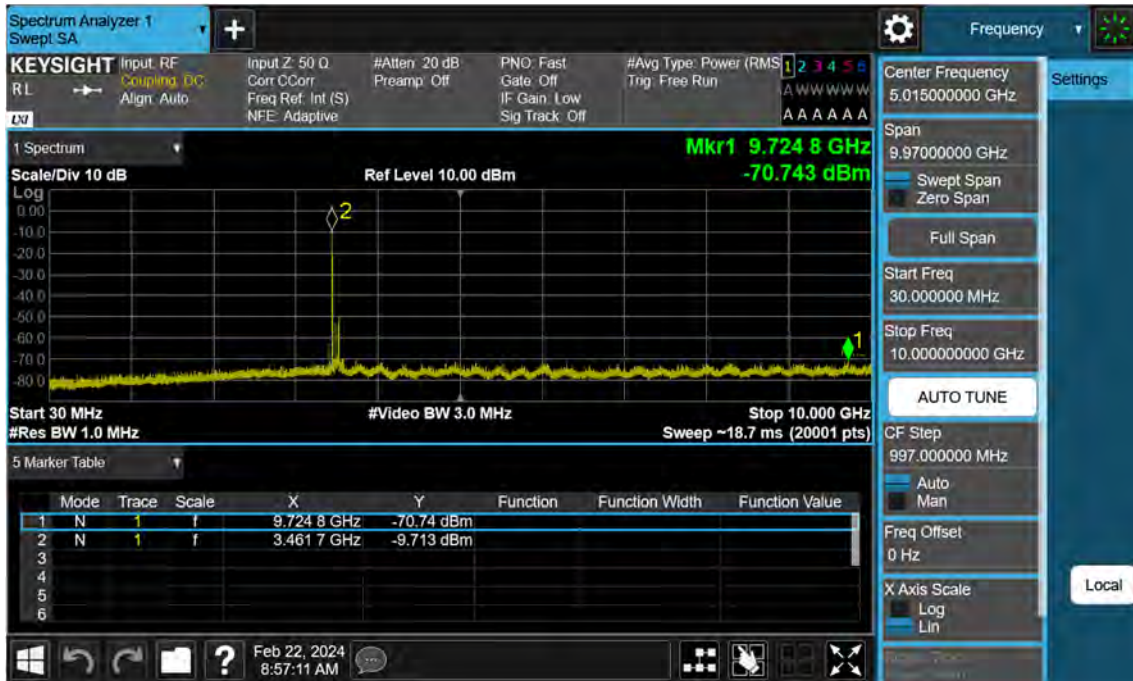 Spectrum Analyzer 1
Swept SA
+
Frequency
KEYSIGHT
RL
LXI
Input: RF
Coupling: DC
Align: Auto
Input Z: 50 Ω
Corr CCorr
Freq Ref: Int (S)
NFE: Adaptive
#Atten: 20 dB
Preamp: Off
PNO: Fast
Gate: Off
IF Gain: Low
Sig Track: Off
#Avg Type: Power (RMS
Trig: Free Run
1 2 3 4 5 6
A W W W W W
A A A A A A
1 Spectrum
Scale/Div 10 dB
Ref Level 10.00 dBm
Mkr1 9.724 8 GHz
-70.743 dBm
Log
0.00
-10.0
-20.0
-30.0
-40.0
-50.0
-60.0
-70.0
-80.0
2
1
Start 30 MHz
#Video BW 3.0 MHz
Stop 10.000 GHz
#Res BW 1.0 MHz
Sweep ~18.7 ms (20001 pts)
5 Marker Table
Mode Trace Scale X Y Function Function Width Function Value
1 N 1 f 9.724 8 GHz -70.74 dBm
2 N 1 f 3.461 7 GHz -9.713 dBm
3
4
5
6
Feb 22, 2024
8:57:11 AM
?
Center Frequency
5.015000000 GHz
Span
9.97000000 GHz
Swept Span
Zero Span
Full Span
Start Freq
30.000000 MHz
Stop Freq
10.000000000 GHz
AUTO TUNE
CF Step
997.000000 MHz
Auto
Man
Freq Offset
0 Hz
X Axis Scale
Log
Lin
Settings
Local